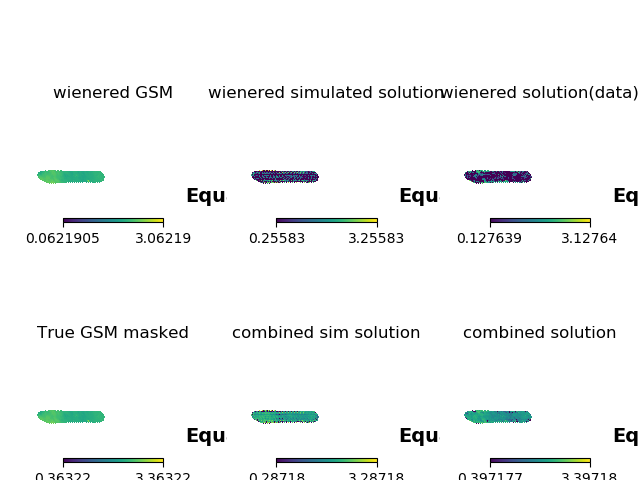 wienered GSM wienered simulated solution wienered solution(data)
Equ Equ Eq
0.0621905 3.06219 0.25583 3.25583 0.127639 3.12764
True GSM masked combined sim solution combined solution
Equ Equ Eq
0.36322 3.36322 0.28718 3.28718 0.397177 3.39718